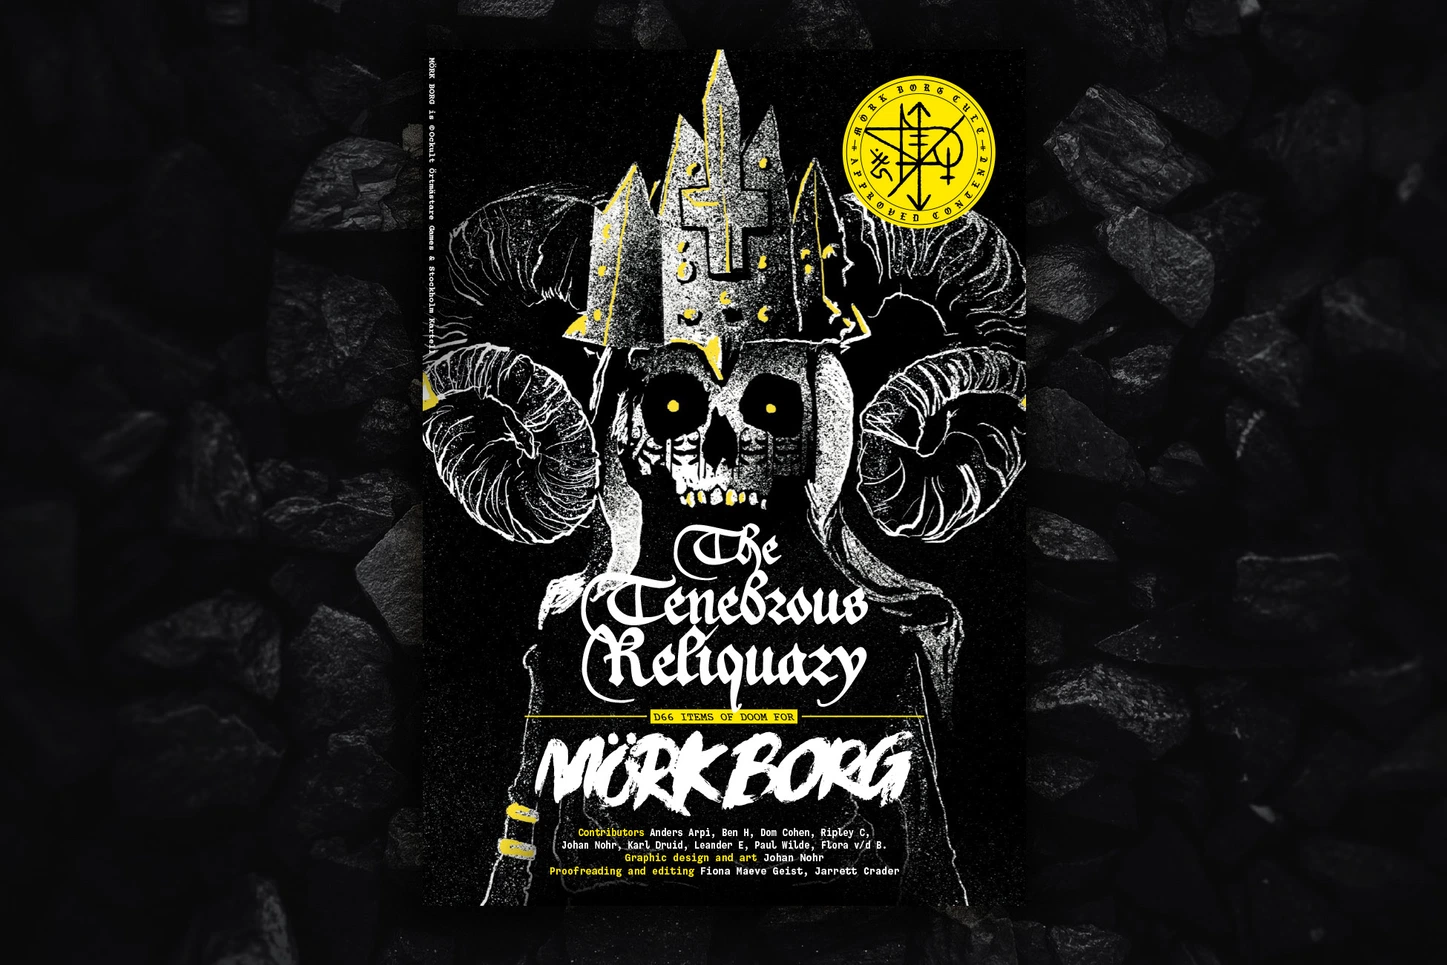 MÖRK BORG is ©Ockult Örtmästare Games & Stockholm Kartell
MÖRK BORG CULT
APPROVED CONTENT
The
Tenebrous
Reliquary
D66 ITEMS OF DOOM FOR
MÖRK BORG
Contributors Anders Arpi, Ben H, Dom Cohen, Ripley C,
Johan Nohr, Karl Druid, Leander E, Paul Wilde, Flora v/d B.
Graphic design and art Johan Nohr
Proofreading and editing Fiona Maeve Geist, Jarrett Crader